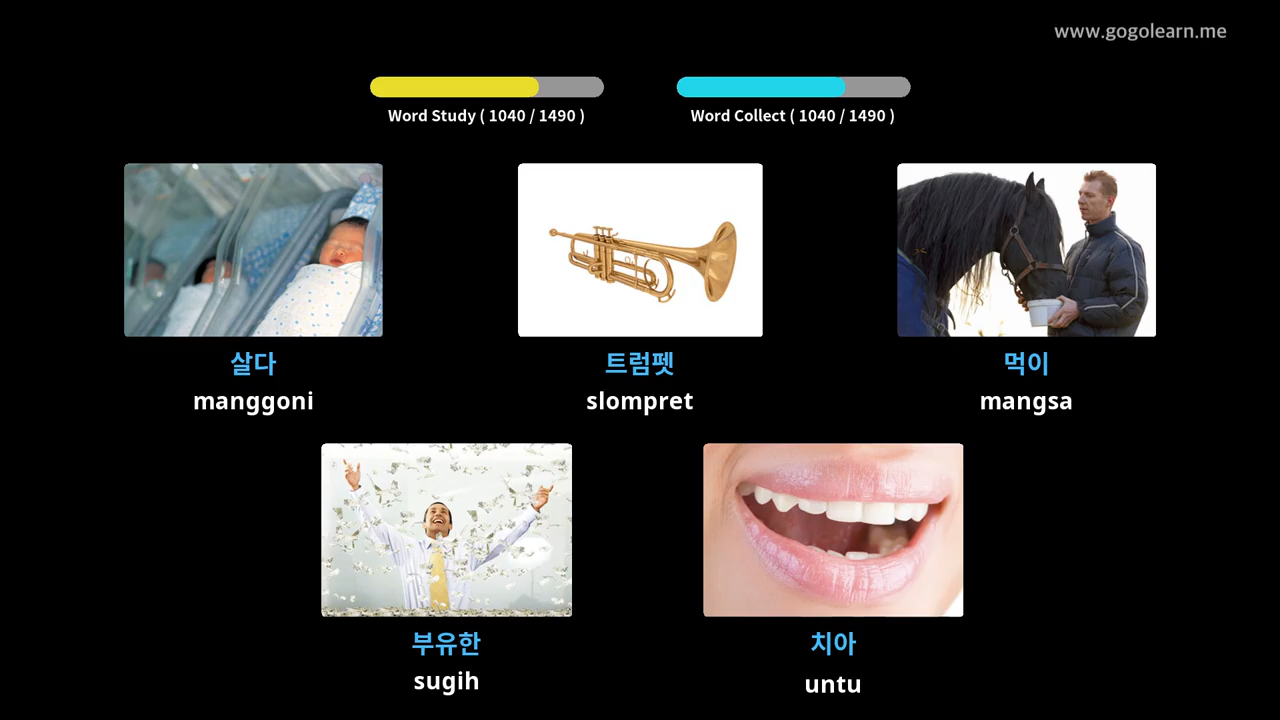 www.gogolearn.me
Word Study ( 1040 / 1490 )
Word Collect ( 1040 / 1490 )
살다
manggoni
트럼펫
slompret
먹이
mangsa
부유한
sugih
치아
untu